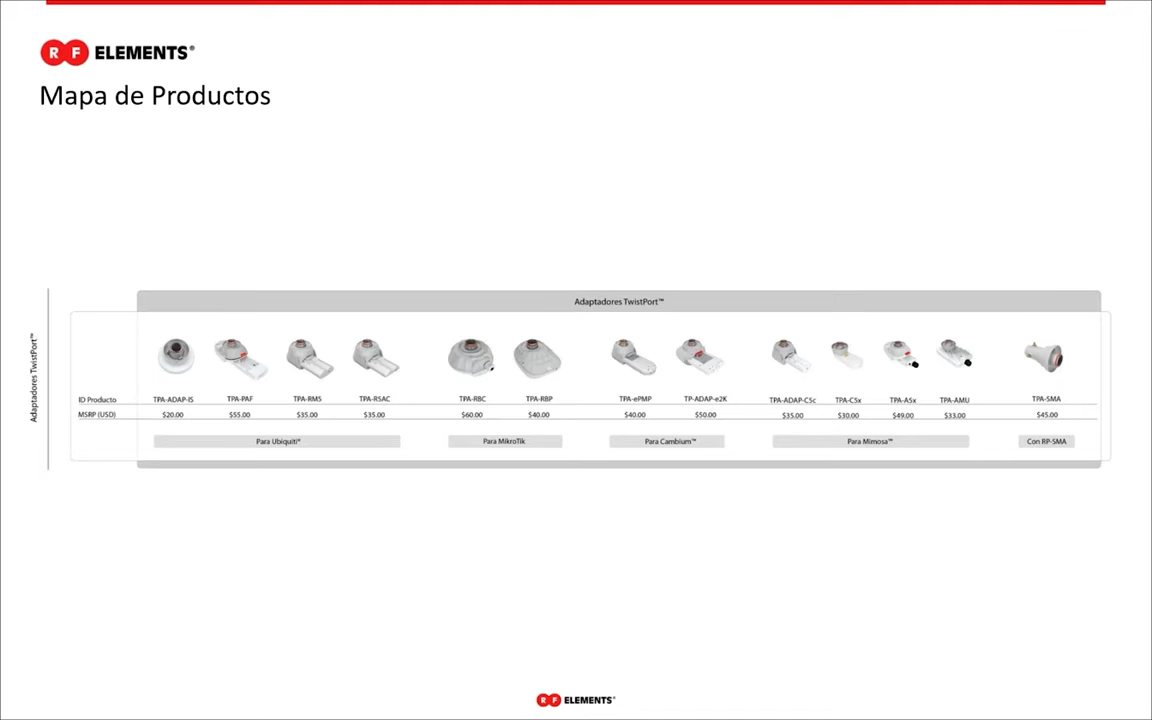 RF ELEMENTS®
Mapa de Productos
Adaptadores TwistPort™
Adaptadores TwistPort™
ID Producto TPA-ADAP-IS TPA-PAF TPA-RM5 TPA-R5AC TPA-RBC TPA-RBP TPA-ePMP TP-ADAP-e2K TPA-ADAP-C5c TPA-C5x TPA-A5x TPA-AMU TPA-SMA
MSRP (USD) $20.00 $55.00 $35.00 $35.00 $60.00 $40.00 $40.00 $50.00 $35.00 $30.00 $49.00 $33.00 $45.00
Para Ubiquiti® Para MikroTik Para Cambium™ Para Mimosa™ Con RP-SMA
RF ELEMENTS®